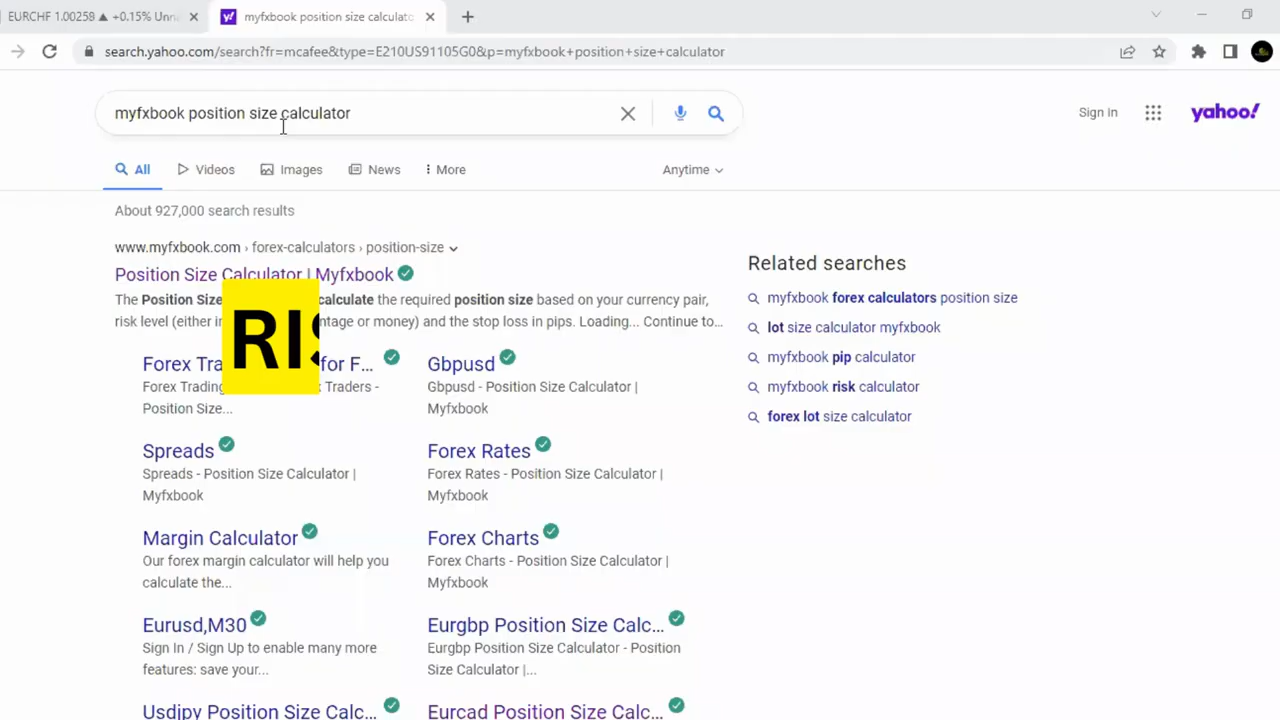 EURCHF 1.00258 ▲ +0.15% Unn
myfxbook position size calculato
search.yahoo.com/search?fr=mcafee&type=E210US91105G0&p=myfxbook+position+size+calculator
myfxbook position size calculator
Sign In
yahoo!
All
Videos
Images
News
More
Anytime
About 927,000 search results
www.myfxbook.com › forex-calculators › position-size
Position Size Calculator | Myfxbook
The Position Size calculate the required position size based on your currency pair,
risk level (either in ntage or money) and the stop loss in pips. Loading... Continue to...
RIS
Forex Tra for F...
Forex Trading Traders -
Position Size...
Gbpusd
Gbpusd - Position Size Calculator |
Myfxbook
Spreads
Spreads - Position Size Calculator |
Myfxbook
Forex Rates
Forex Rates - Position Size Calculator |
Myfxbook
Margin Calculator
Our forex margin calculator will help you
calculate the...
Forex Charts
Forex Charts - Position Size Calculator |
Myfxbook
Eurusd,M30
Sign In / Sign Up to enable many more
features: save your...
Eurgbp Position Size Calc...
Eurgbp Position Size Calculator - Position
Size Calculator |...
Usdjpy Position Size Calc...
Eurcad Position Size Calc...
Related searches
myfxbook forex calculators position size
lot size calculator myfxbook
myfxbook pip calculator
myfxbook risk calculator
forex lot size calculator